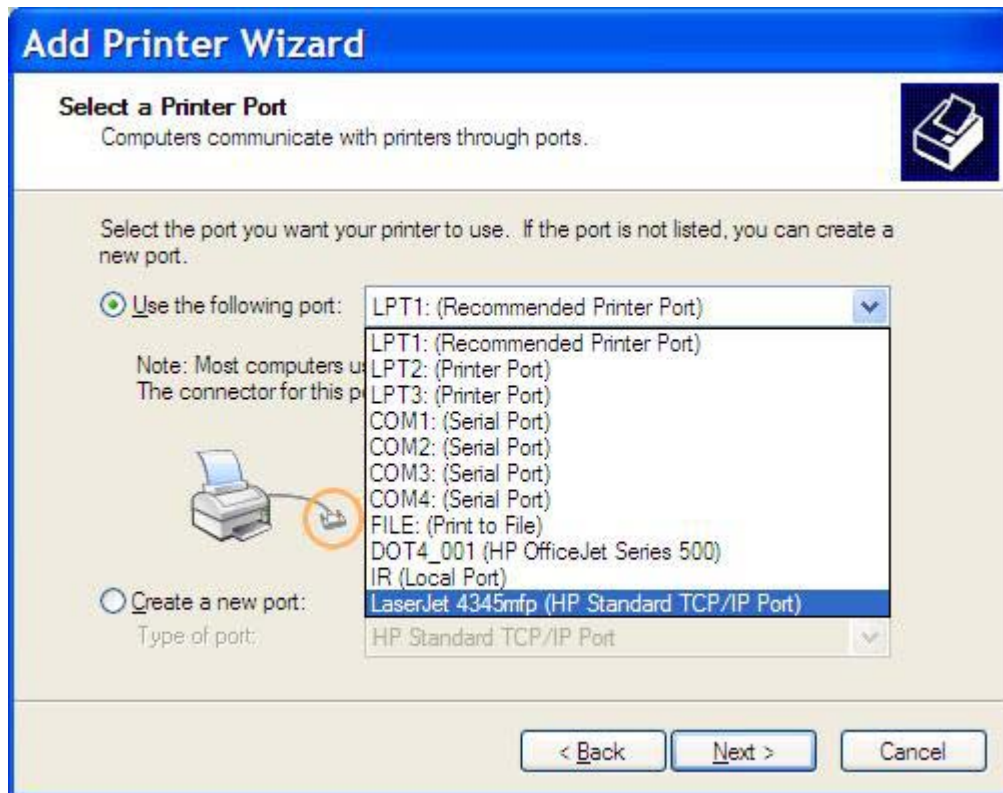 Add Printer Wizard
Select a Printer Port
Computers communicate with printers through ports.
Select the port you want your printer to use. If the port is not listed, you can create a
new port.
Use the following port:
LPT1: (Recommended Printer Port)
LPT1: (Recommended Printer Port)
Note: Most computers
LPT2: (Printer Port)
The connector for this
LPT3: (Printer Port)
COM1: (Serial Port)
COM2: (Serial Port)
COM3: (Serial Port)
COM4: (Serial Port)
FILE: (Print to File)
DOT4_001 (HP OfficeJet Series 500)
IR (Local Port)
LaserJet 4345mfp (HP Standard TCP/IP Port)
Create a new port:
Type of port:
HP Standard TCP/IP Port
< Back
Next >
Cancel